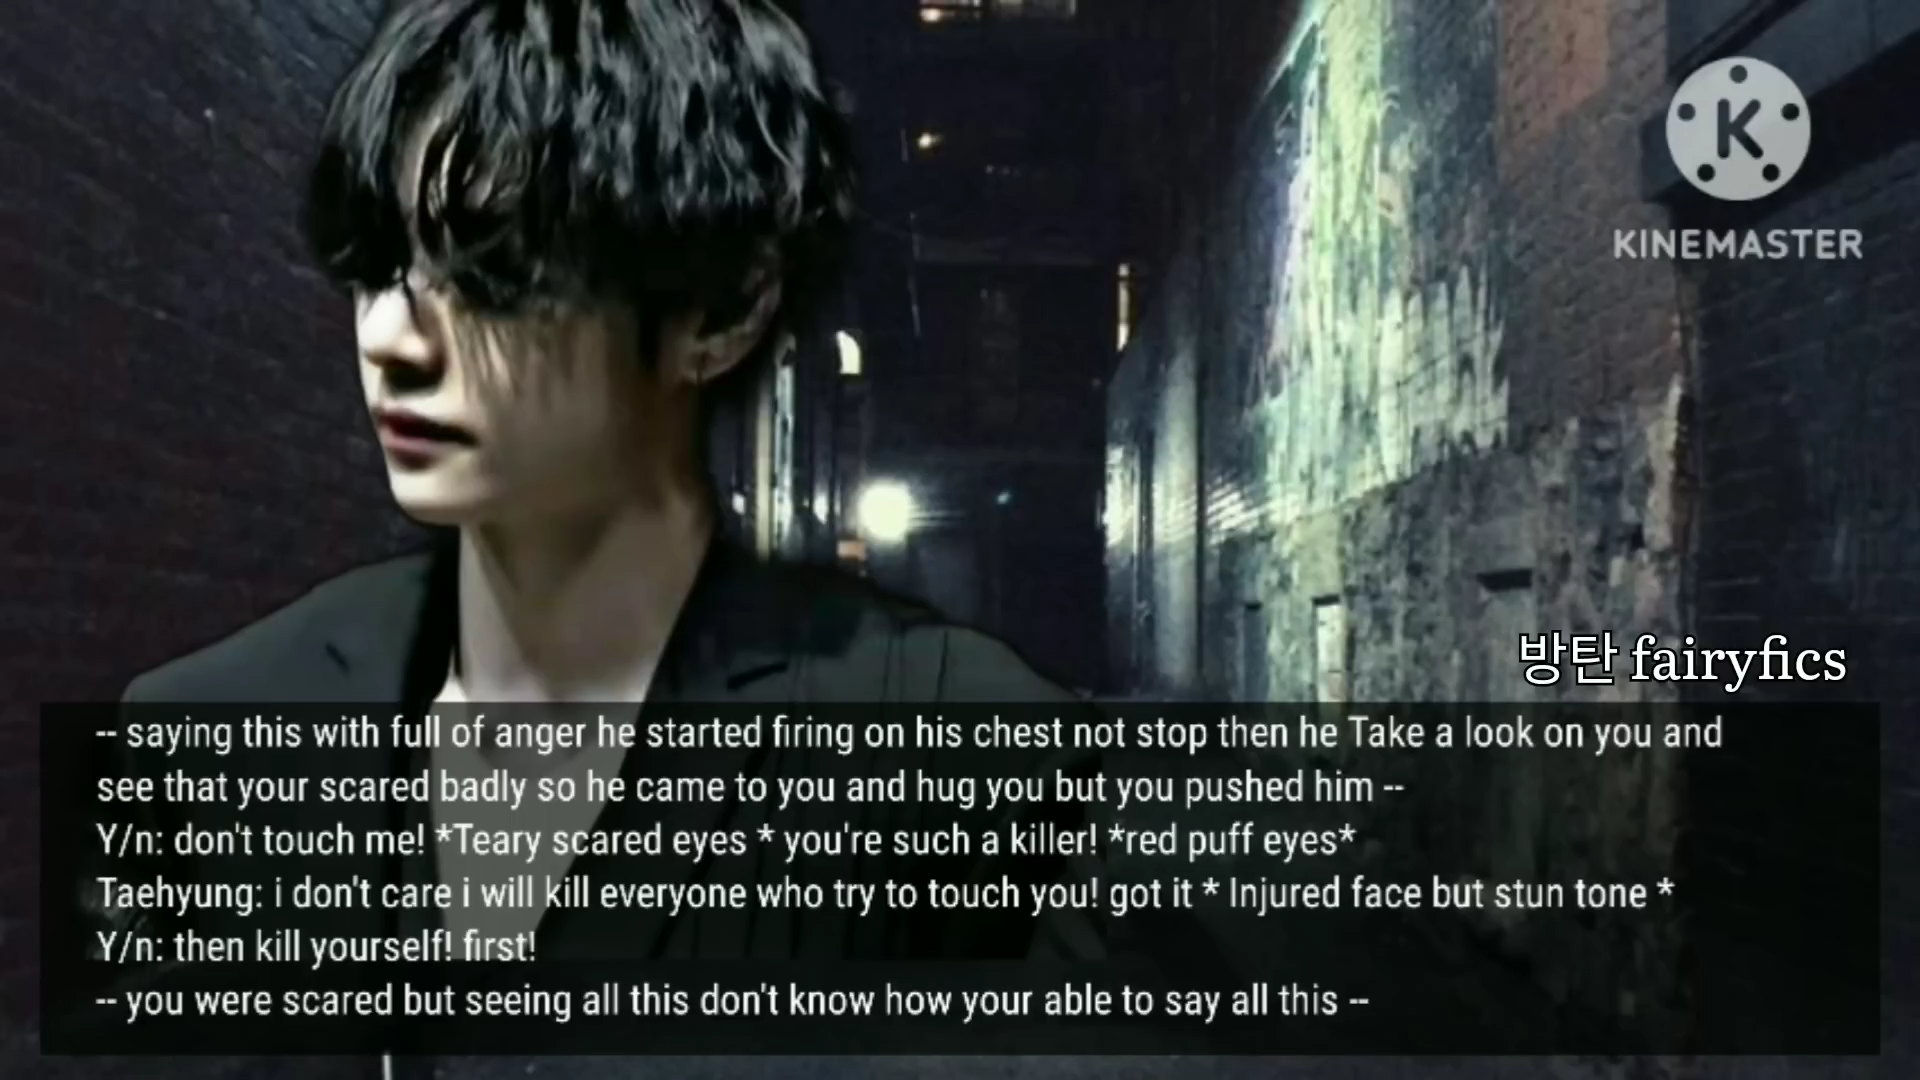 KINEMASTER
방탄 fairyfics
-- saying this with full of anger he started firing on his chest not stop then he Take a look on you and
see that your scared badly so he came to you and hug you but you pushed him --
Y/n: don't touch me! *Teary scared eyes * you're such a killer! *red puff eyes*
Taehyung: i don't care i will kill everyone who try to touch you! got it * Injured face but stun tone *
Y/n: then kill yourself! first!
-- you were scared but seeing all this don't know how your able to say all this --